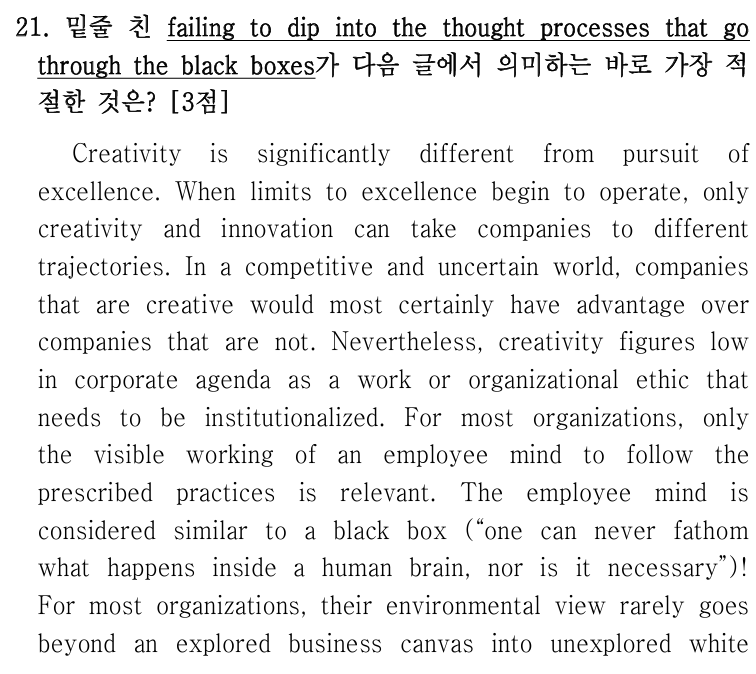 21. 밑줄 친 failing to dip into the thought processes that go
through the black boxes가 다음 글에서 의미하는 바로 가장 적
절한 것은? [3점]
Creativity is significantly different from pursuit of
excellence. When limits to excellence begin to operate, only
creativity and innovation can take companies to different
trajectories. In a competitive and uncertain world, companies
that are creative would most certainly have advantage over
companies that are not. Nevertheless, creativity figures low
in corporate agenda as a work or organizational ethic that
needs to be institutionalized. For most organizations, only
the visible working of an employee mind to follow the
prescribed practices is relevant. The employee mind is
considered similar to a black box (“one can never fathom
what happens inside a human brain, nor is it necessary”)!
For most organizations, their environmental view rarely goes
beyond an explored business canvas into unexplored white